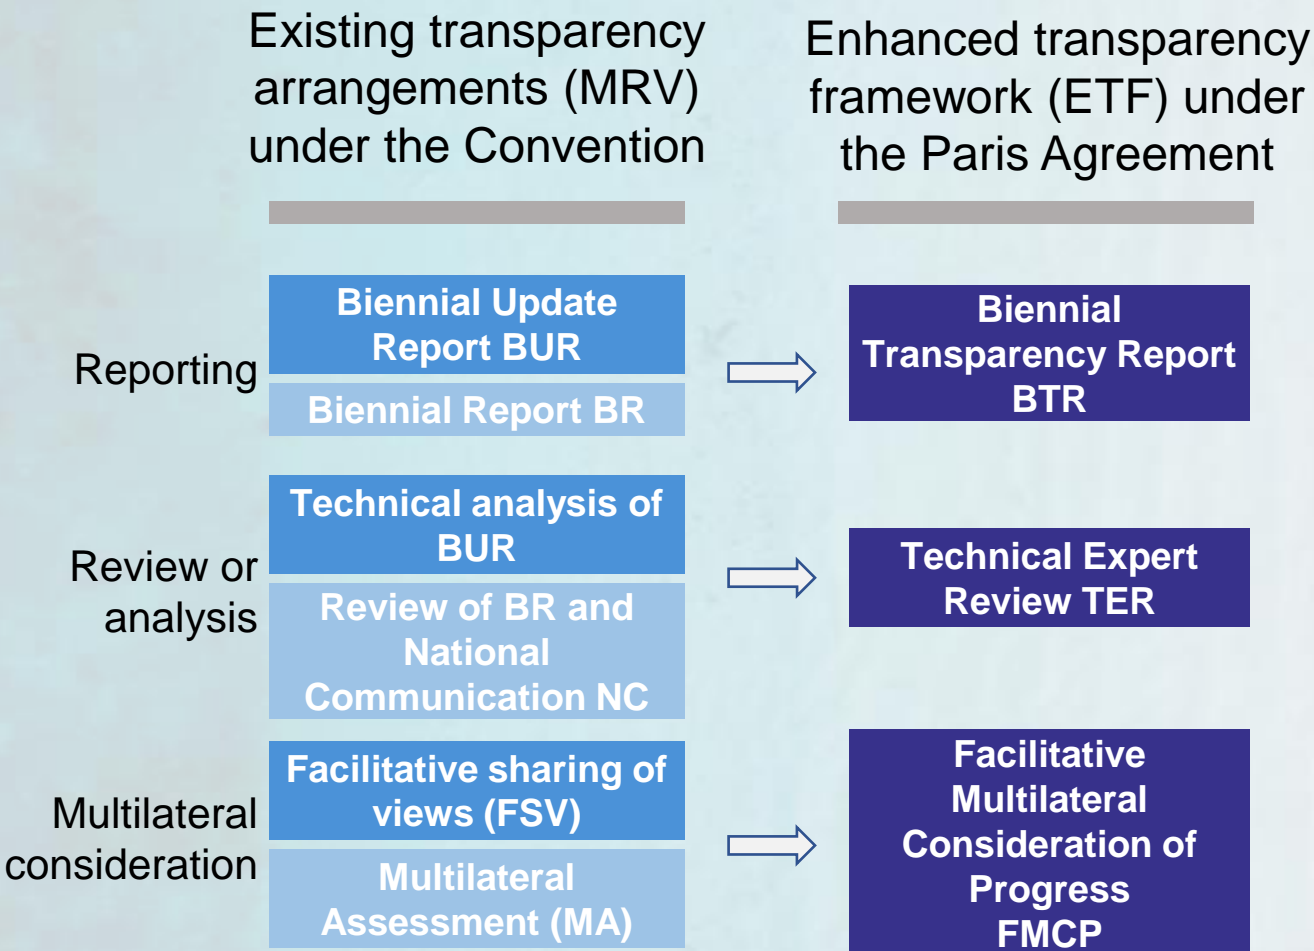 Existing transparency
arrangements (MRV)
under the Convention
Enhanced transparency
framework (ETF) under
the Paris Agreement
Reporting
Biennial Update
Report BUR
Biennial Report BR
Biennial
Transparency Report
BTR
Review or
analysis
Technical analysis of
BUR
Review of BR and
National
Communication NC
Technical Expert
Review TER
Multilateral
consideration
Facilitative sharing of
views (FSV)
Multilateral
Assessment (MA)
Facilitative
Multilateral
Consideration of
Progress
FMCP